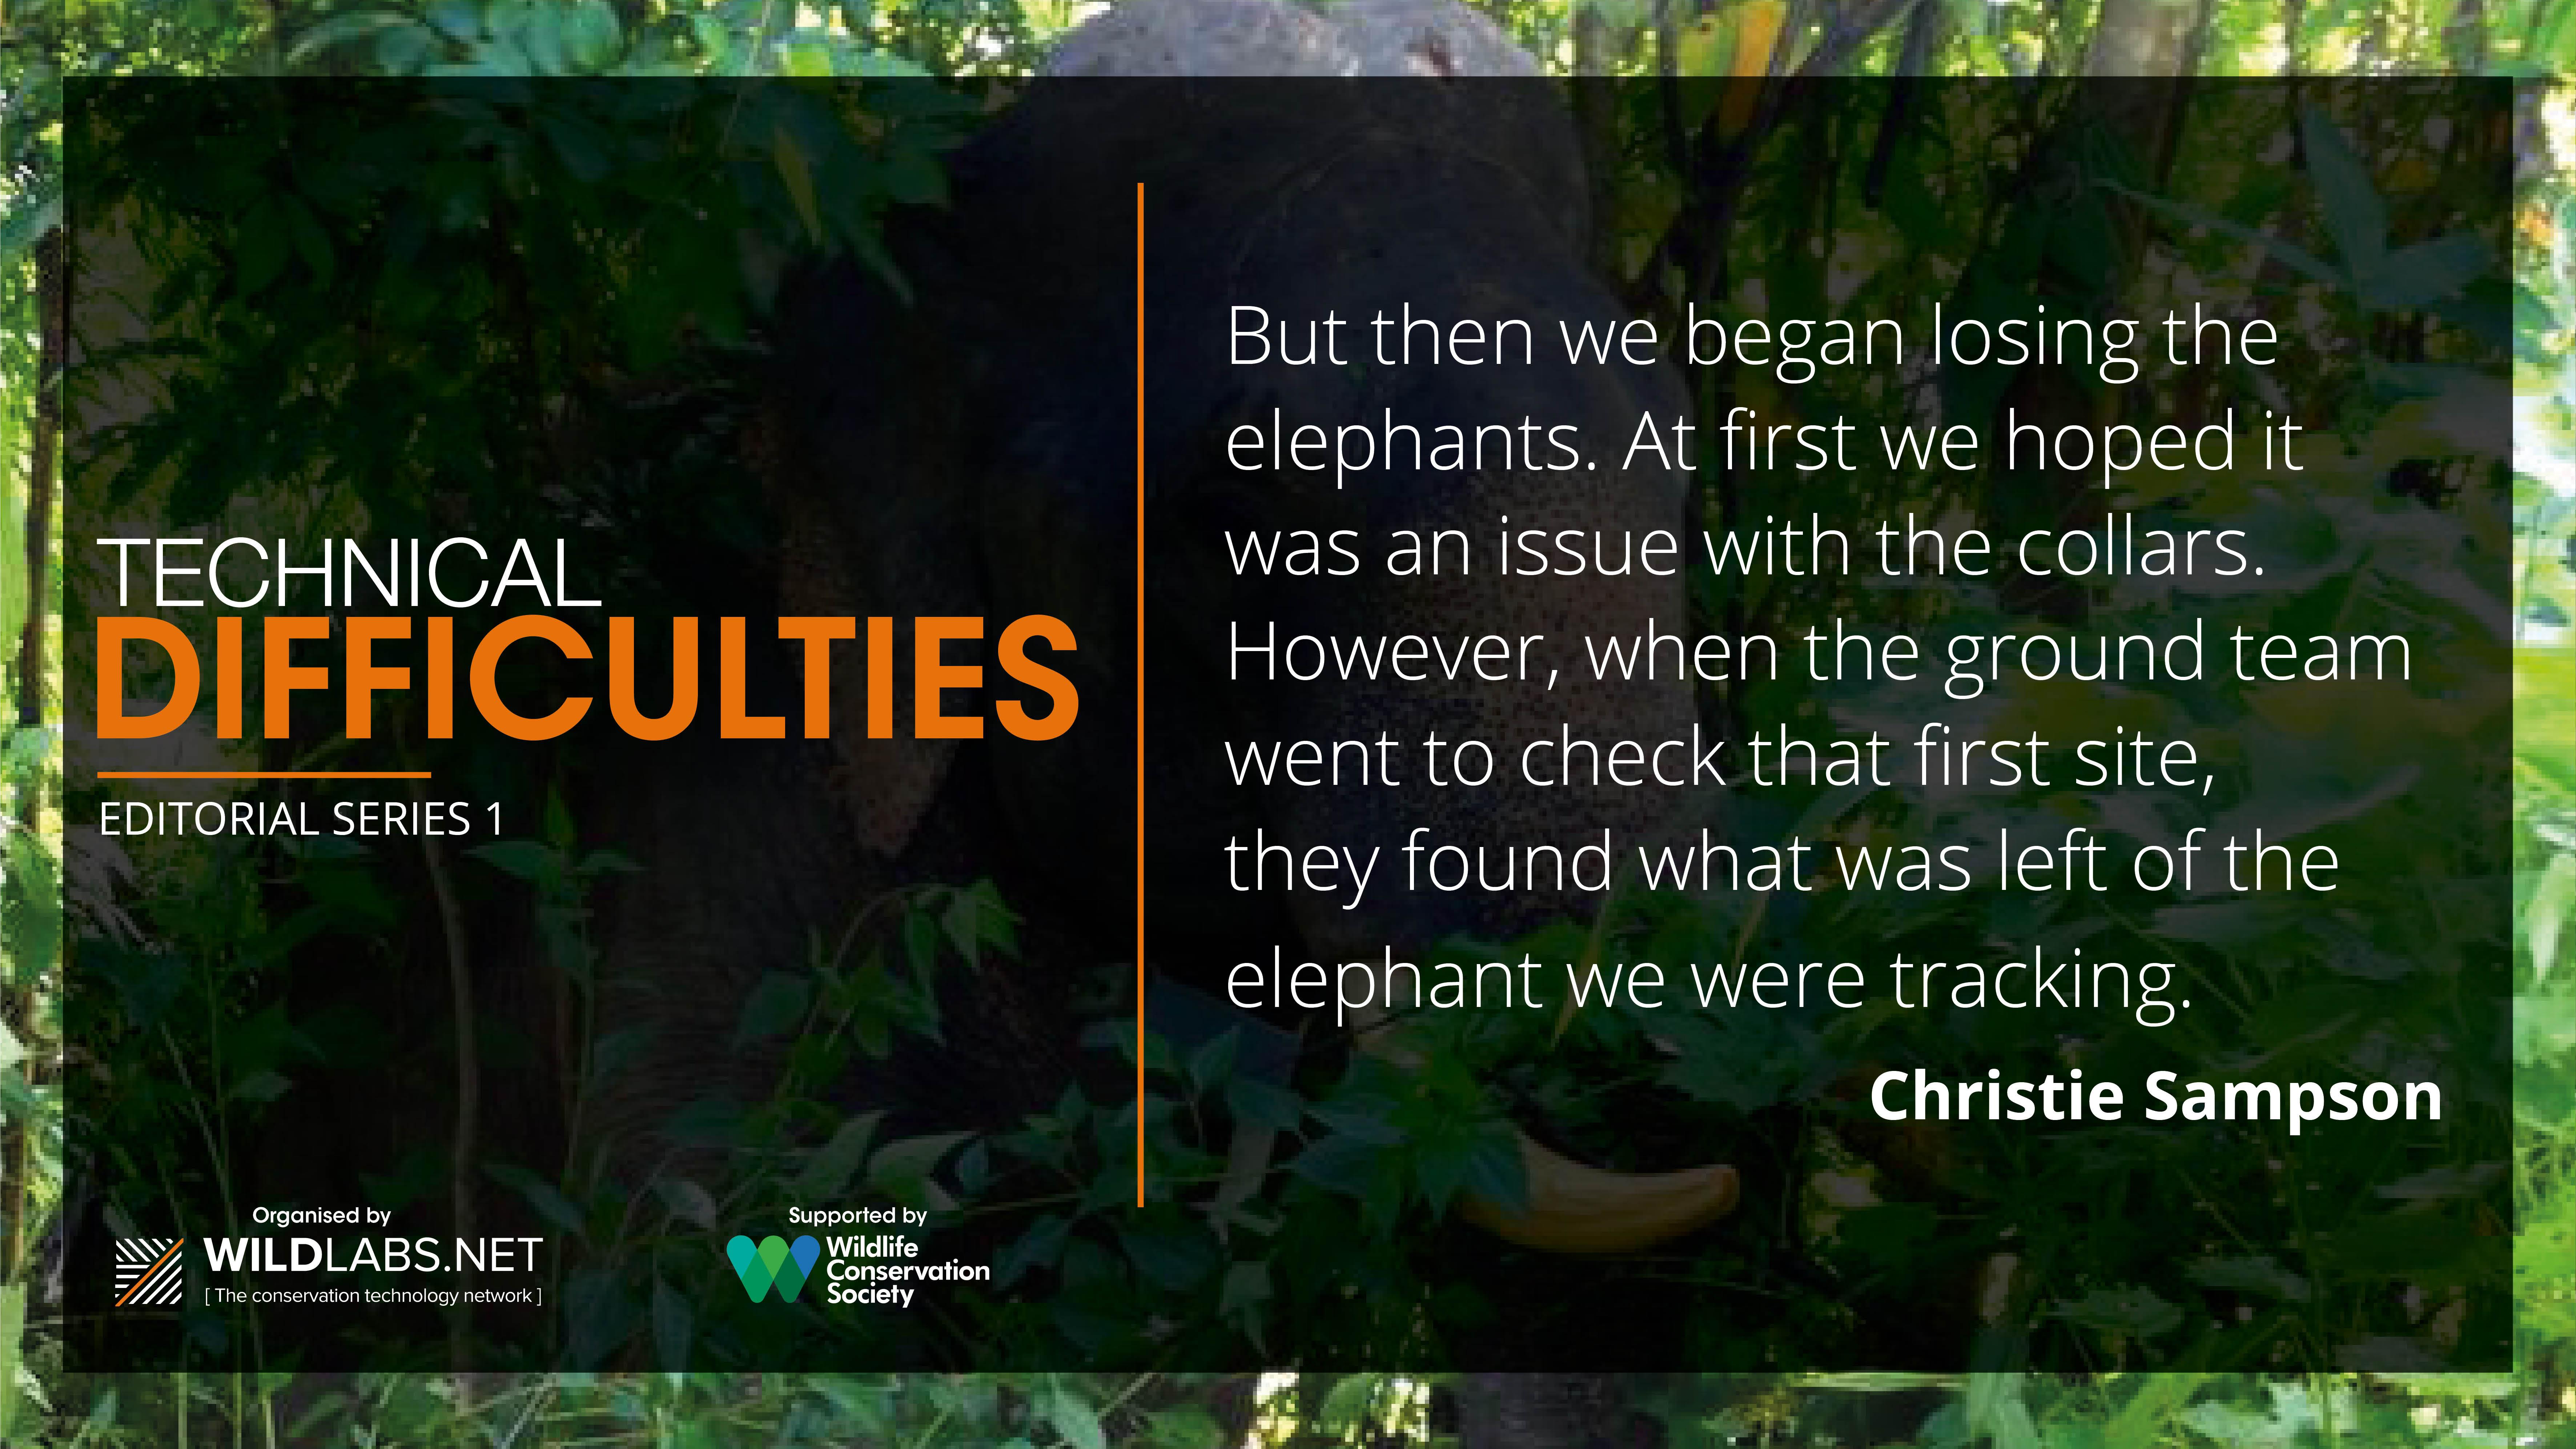 TECHNICAL
DIFFICULTIES
EDITORIAL SERIES 1
But then we began losing the
elephants. At first we hoped it
was an issue with the collars.
However, when the ground team
went to check that first site,
they found what was left of the
elephant we were tracking.
Christie Sampson
Organised by
WILDLABS.NET
[ The conservation technology network ]
Supported by
Wildlife
Conservation
Society